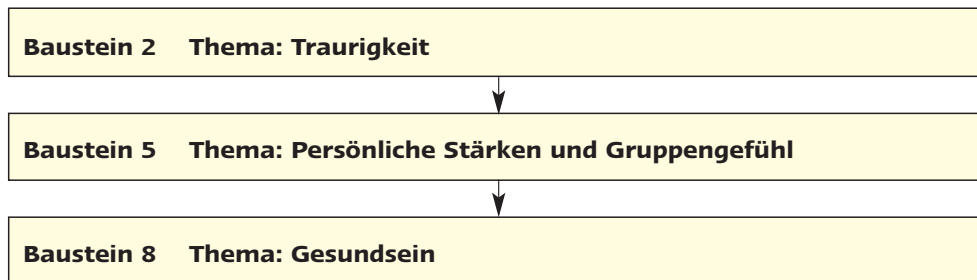 Baustein 2 Thema: Traurigkeit
Baustein 5 Thema: Persönliche Stärken und Gruppengefühl
Baustein 8 Thema: Gesundsein